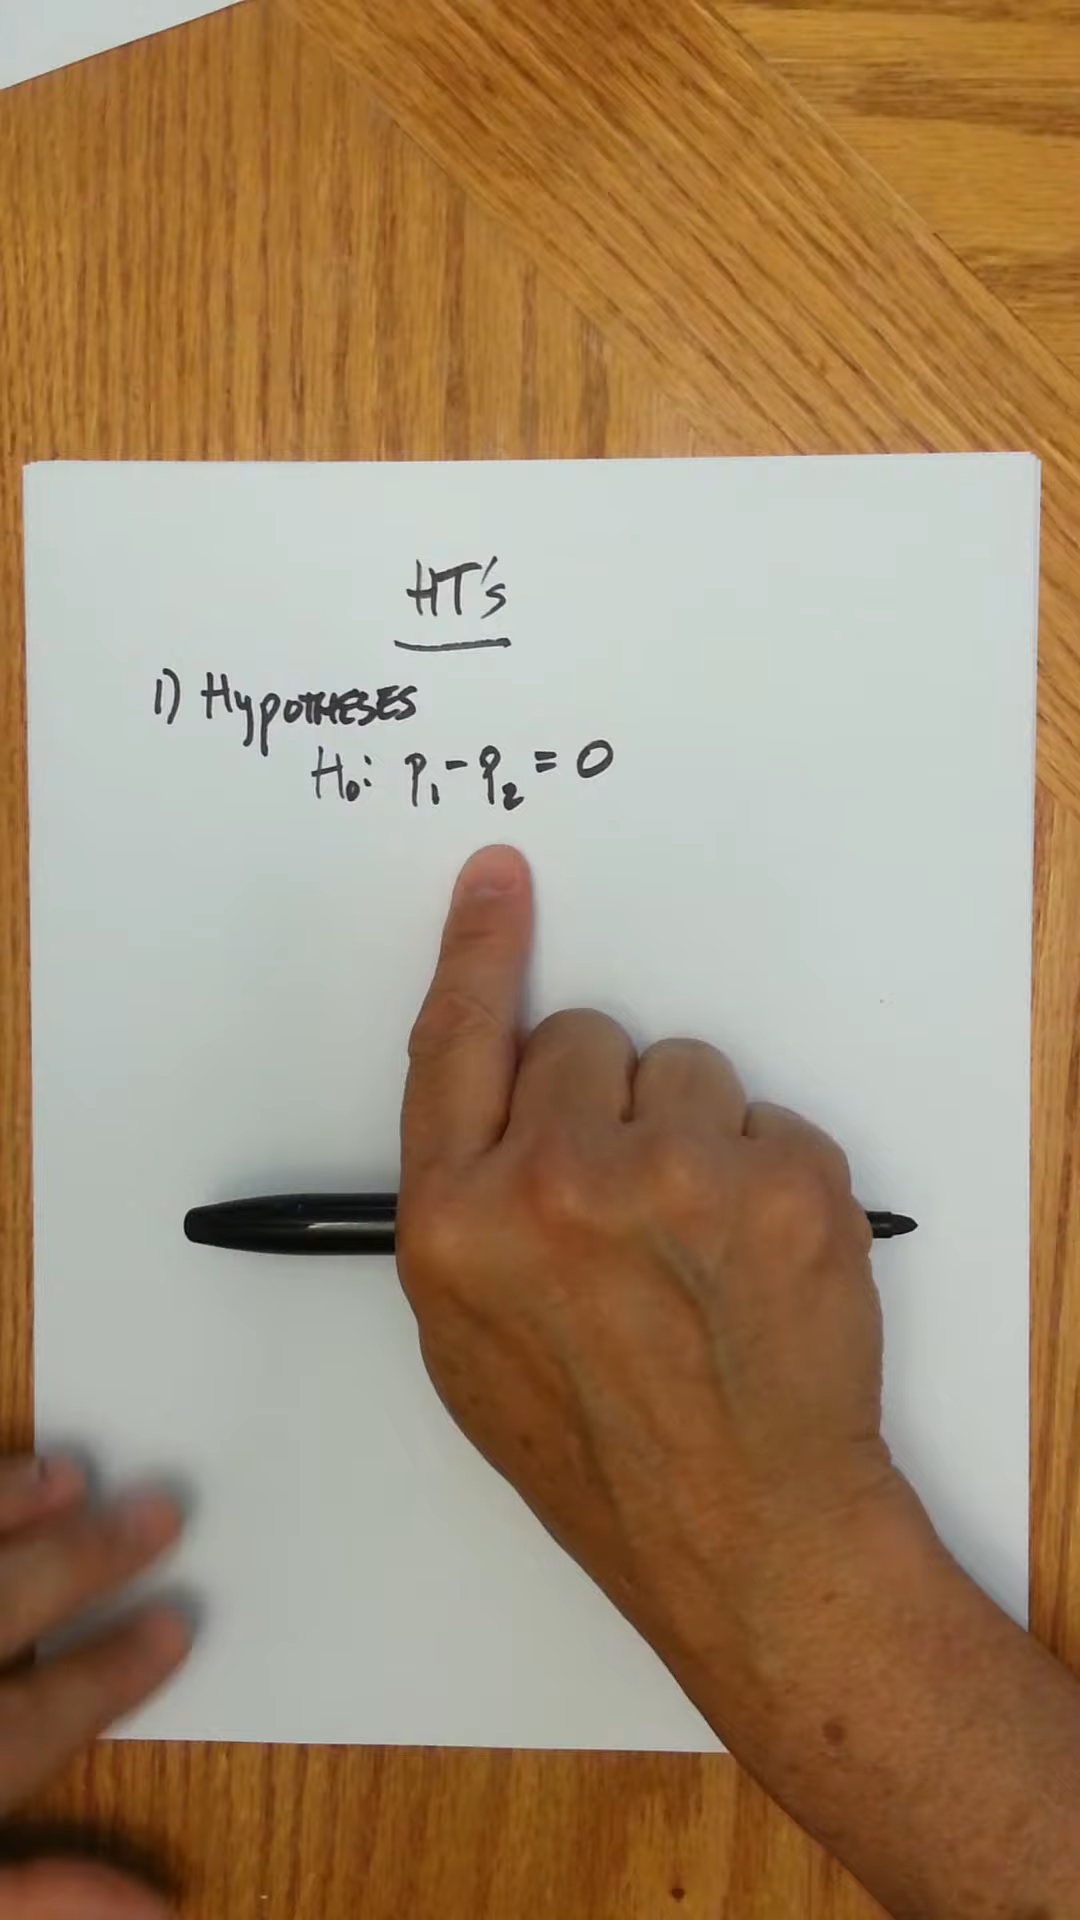 HT's
1) HypOTHESES
H₀: p₁ - p₂ = 0